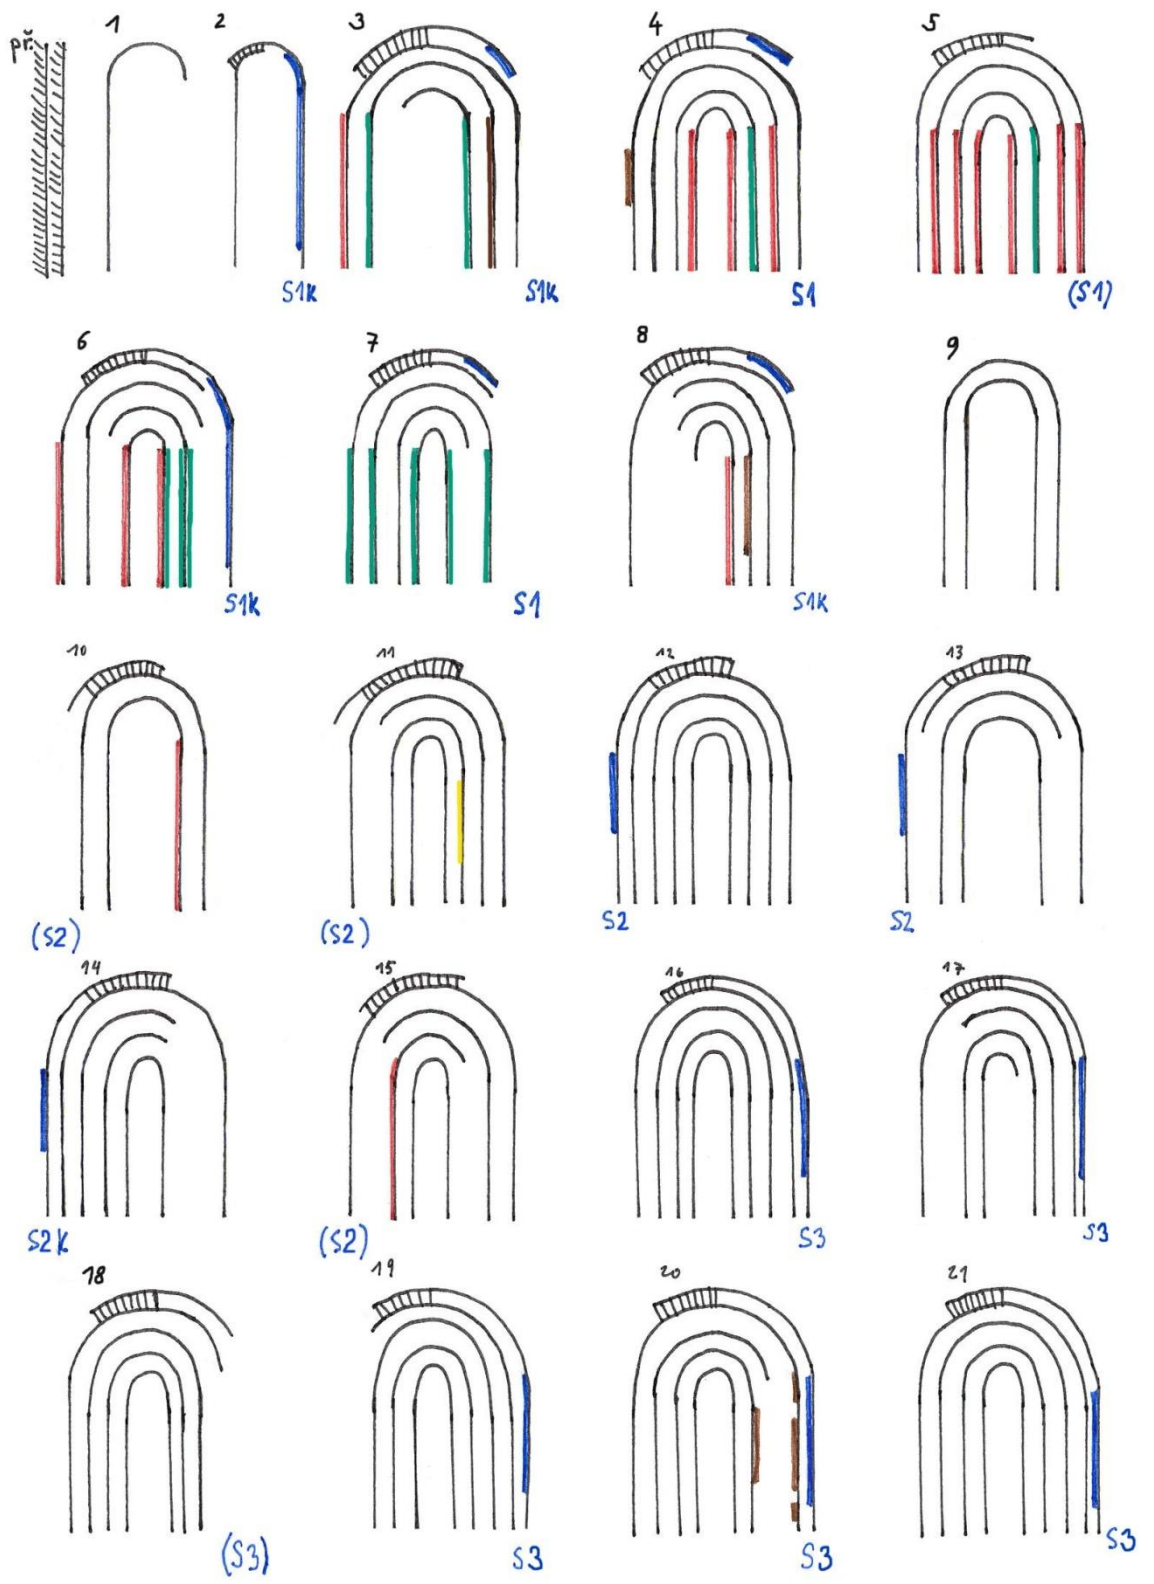 př. 1 2 3 4 5
S1k S1k S1 (S1)
6 7 8 9
S1k S1 S1k
10 11 12 13
(S2) (S2) S2 S2
14 15 16 17
S2k (S2) S3 S3
18 19 20 21
(S3) S3 S3 S3